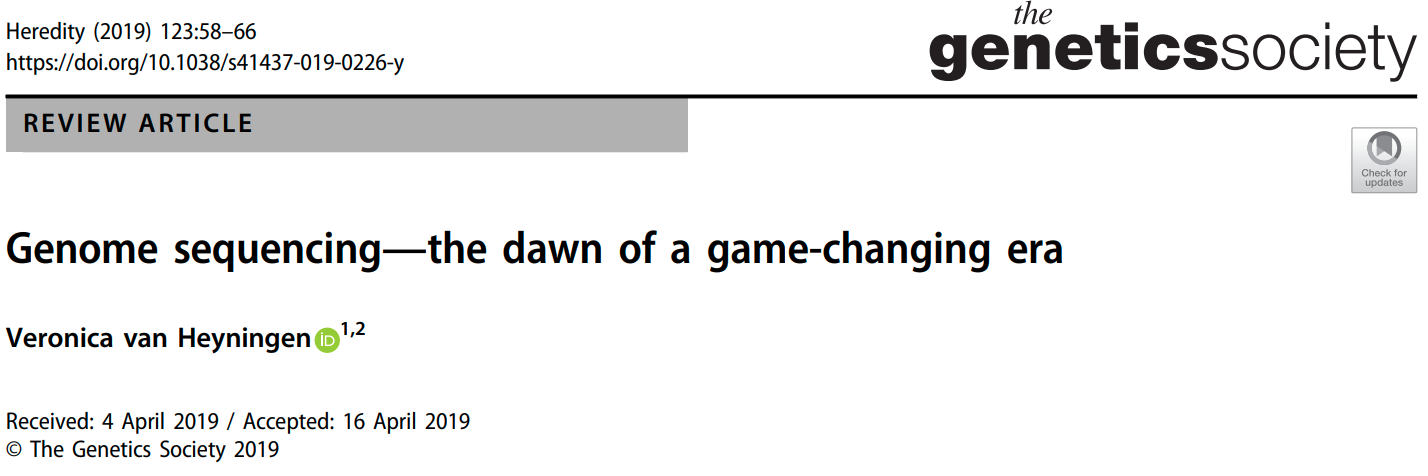 Heredity (2019) 123:58–66
https://doi.org/10.1038/s41437-019-0226-y
the
geneticssociety
REVIEW ARTICLE
Check for
updates
Genome sequencing—the dawn of a game-changing era
Veronica van Heyningen iD 1,2
Received: 4 April 2019 / Accepted: 16 April 2019
© The Genetics Society 2019